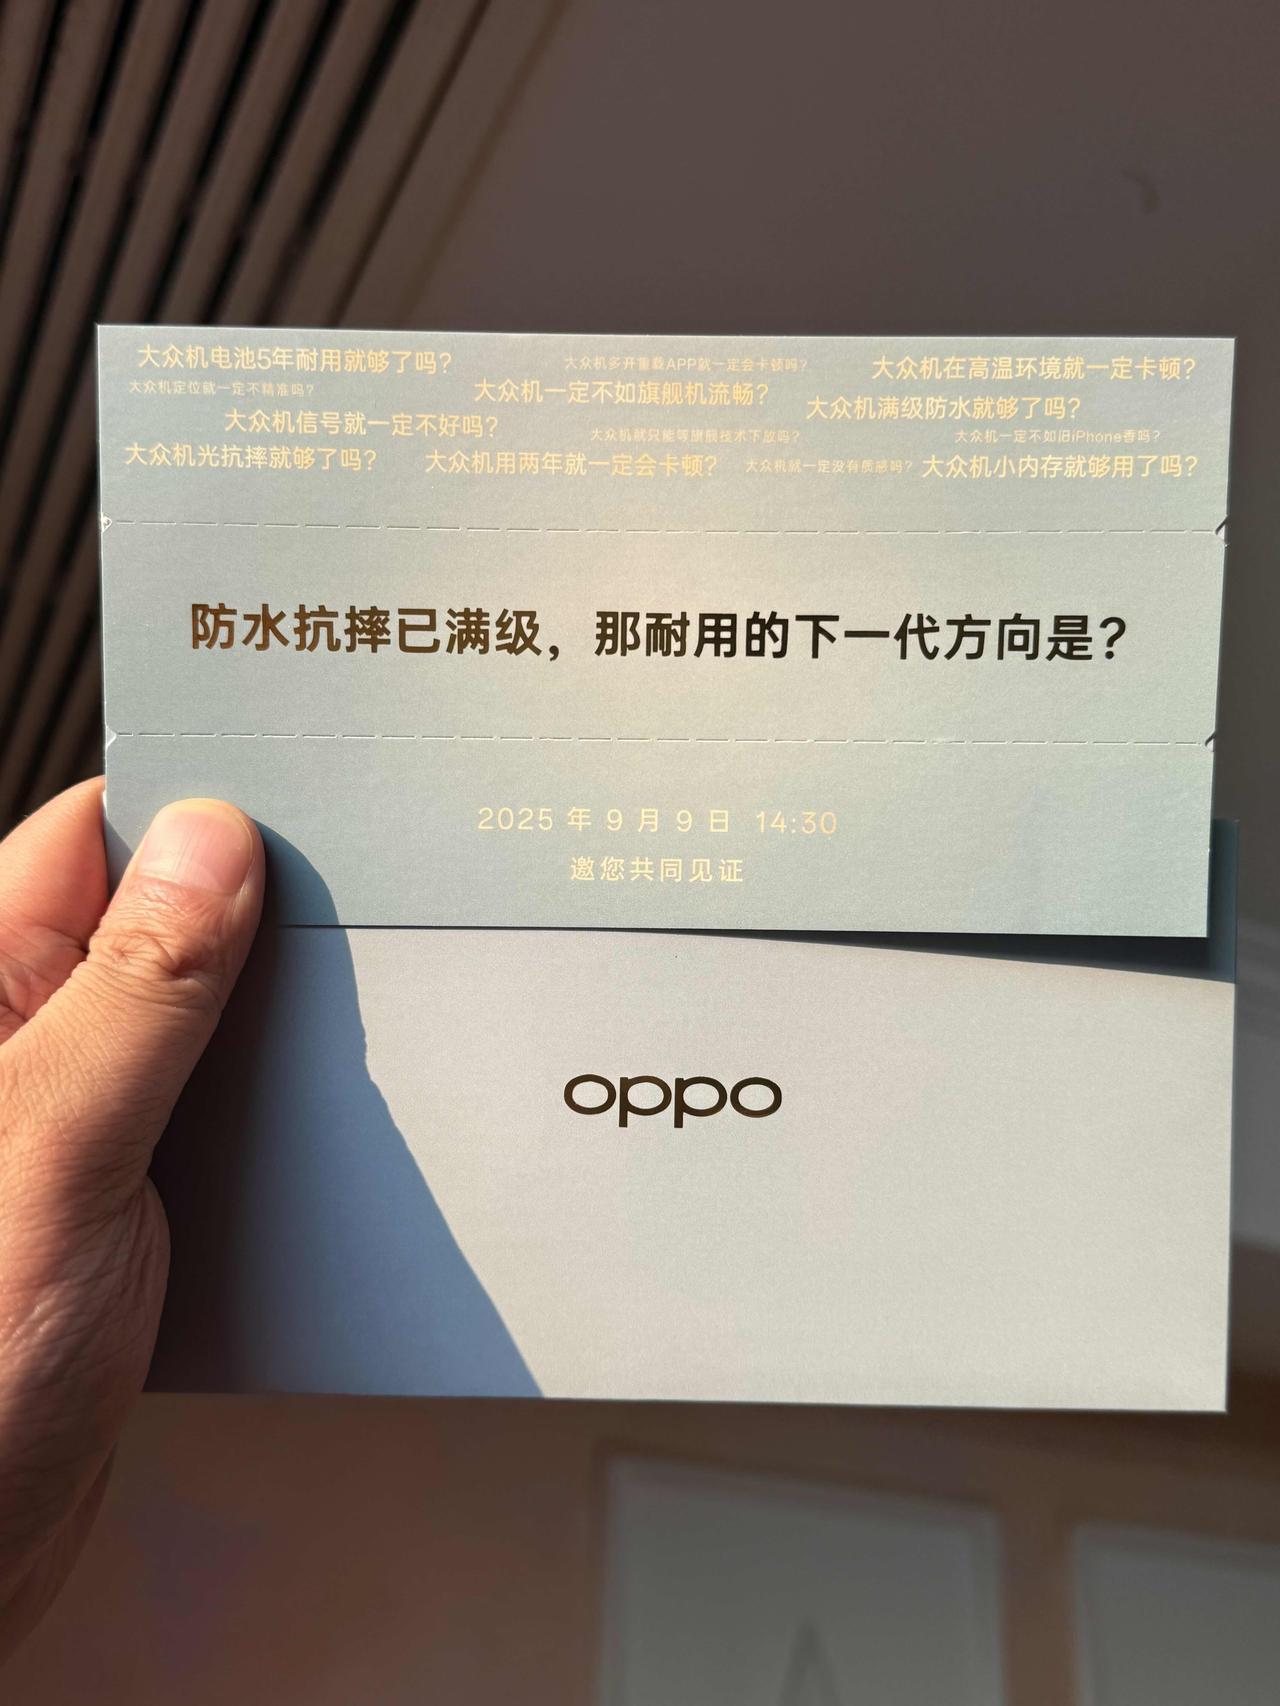 大众机电池5年耐用就够了吗?
大众机多开重载APP就一定会卡顿吗?
大众机在高温环境就一定卡顿?
大众机定位就一定不精准吗?
大众机一定不如旗舰机流畅?
大众机满级防水就够了吗?
大众机信号就一定不好吗?
大众机就只能等旗舰技术下放吗?
大众机一定不如旧iPhone香吗?
大众机光抗摔就够了吗?
大众机用两年就一定会卡顿?
大众机就一定没有质感吗?
大众机小内存就够用了吗?
防水抗摔已满级，那耐用的下一代方向是?
2025年9月9日 14:30
邀您共同见证
oppo